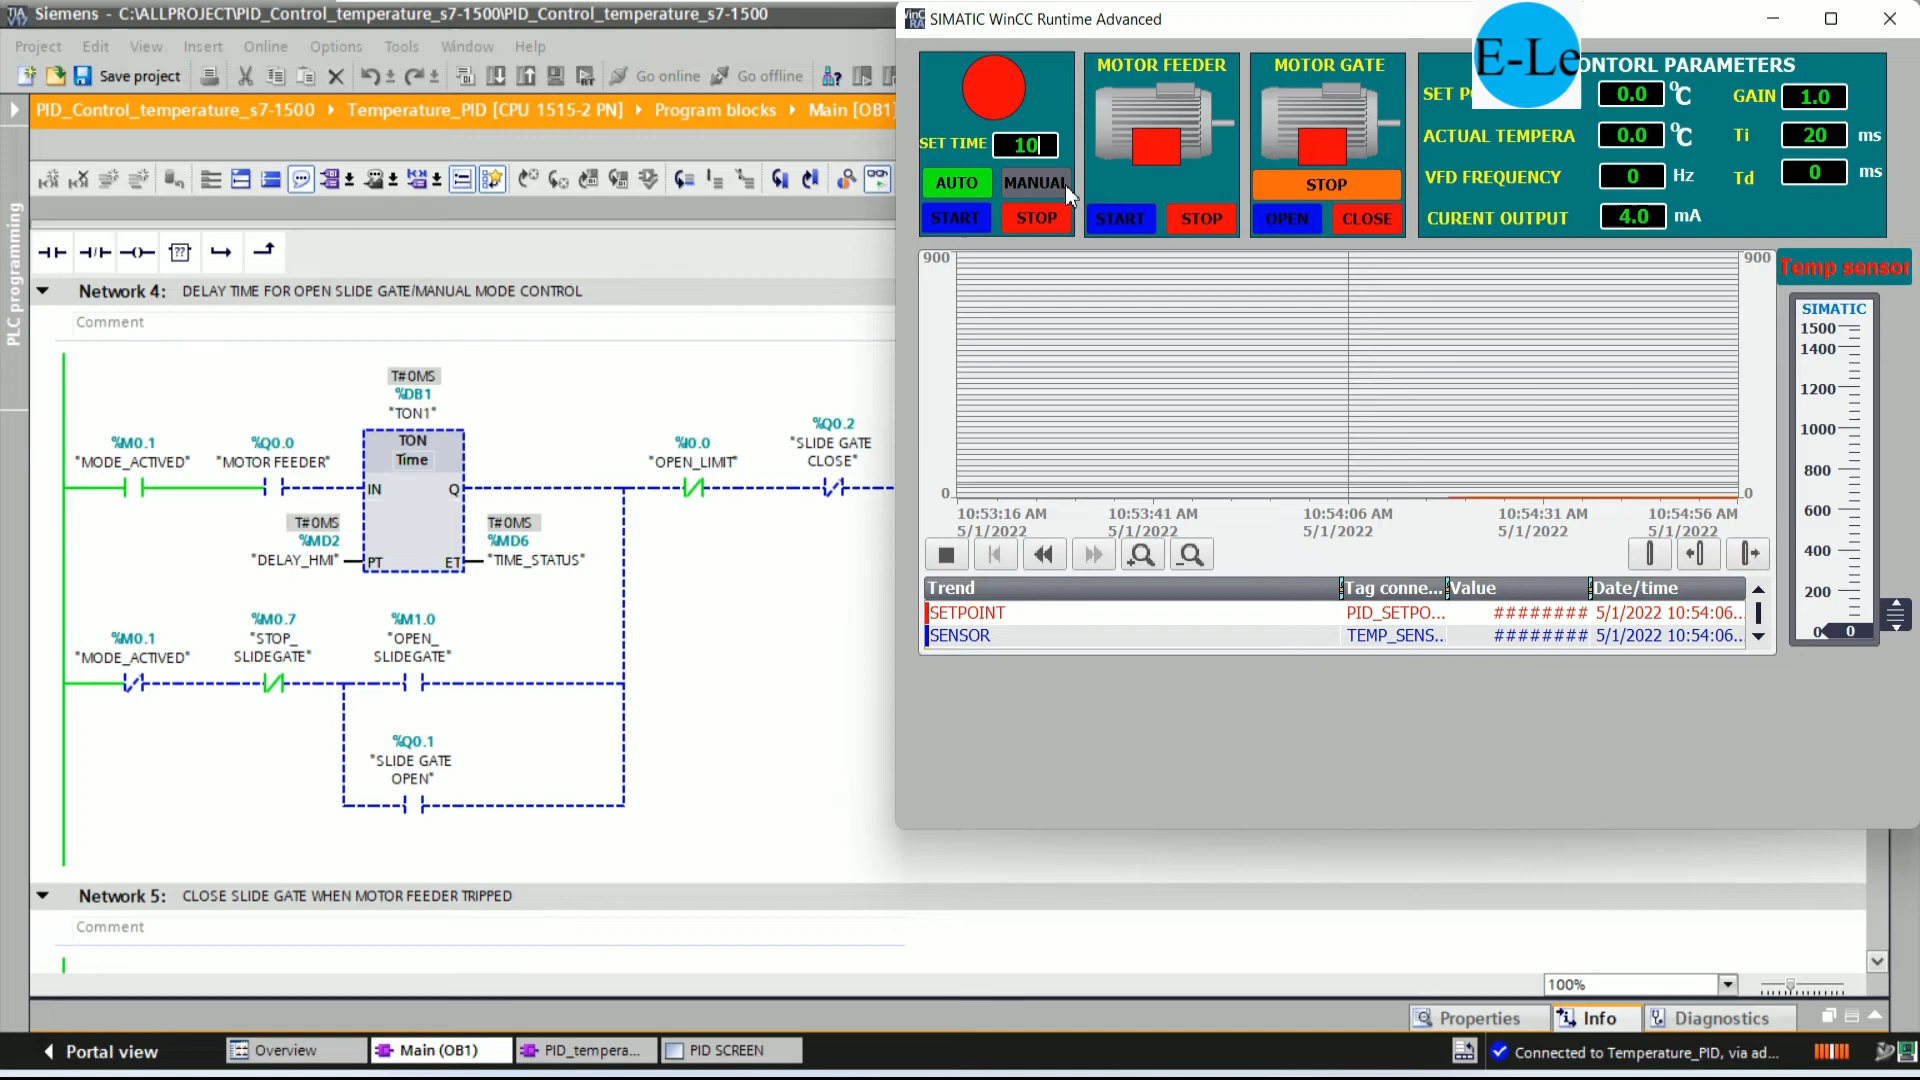 Siemens - C:\ALLPROJECT\PID_Control_temperature_s7-1500\PID_Control_temperature_s7-1500
Project Edit View Insert Online Options Tools Window Help
Save project Go online Go offline
PID_Control_temperature_s7-1500 Temperature_PID [CPU 1515-2 PN] Program blocks Main [OB1]
PLC programming
??
Network 4: DELAY TIME FOR OPEN SLIDE GATE/MANUAL MODE CONTROL
Comment
T#0MS
%DB1
"TON1"
%M0.1
"MODE_ACTIVED"
%Q0.0
"MOTOR FEEDER"
TON
Time
IN Q
PT ET
T#0MS
%MD2
"DELAY_HMI"
T#0MS
%MD6
"TIME_STATUS"
%I0.0
"OPEN_LIMIT"
%Q0.2
"SLIDE GATE
CLOSE"
%M0.1
"MODE_ACTIVED"
%M0.7
"STOP_
SLIDEGATE"
%M1.0
"OPEN_
SLIDEGATE"
%Q0.1
"SLIDE GATE
OPEN"
Network 5: CLOSE SLIDE GATE WHEN MOTOR FEEDER TRIPPED
Comment
100%
Properties Info Diagnostics
Portal view Overview Main (OB1) PID_tempera... PID SCREEN
Connected to Temperature_PID, via ad...
SIMATIC WinCC Runtime Advanced
SET TIME 10
AUTO MANUAL
START STOP
MOTOR FEEDER
START STOP
MOTOR GATE
STOP
OPEN CLOSE
E-Le
ONTORL PARAMETERS
SET P 0.0 °C GAIN 1.0
ACTUAL TEMPERA 0.0 °C Ti 20 ms
VFD FREQUENCY 0 Hz Td 0 ms
CURENT OUTPUT 4.0 mA
900 900
0 0
10:53:16 AM 10:53:41 AM 10:54:06 AM 10:54:31 AM 10:54:56 AM
5/1/2022 5/1/2022 5/1/2022 5/1/2022 5/1/2022
Trend Tag conne... Value Date/time
SETPOINT PID_SETPO... ######## 5/1/2022 10:54:06...
SENSOR TEMP_SENS... ######## 5/1/2022 10:54:06...
Temp sensor
SIMATIC
1500
1400
1200
1000
800
600
400
200
0 0